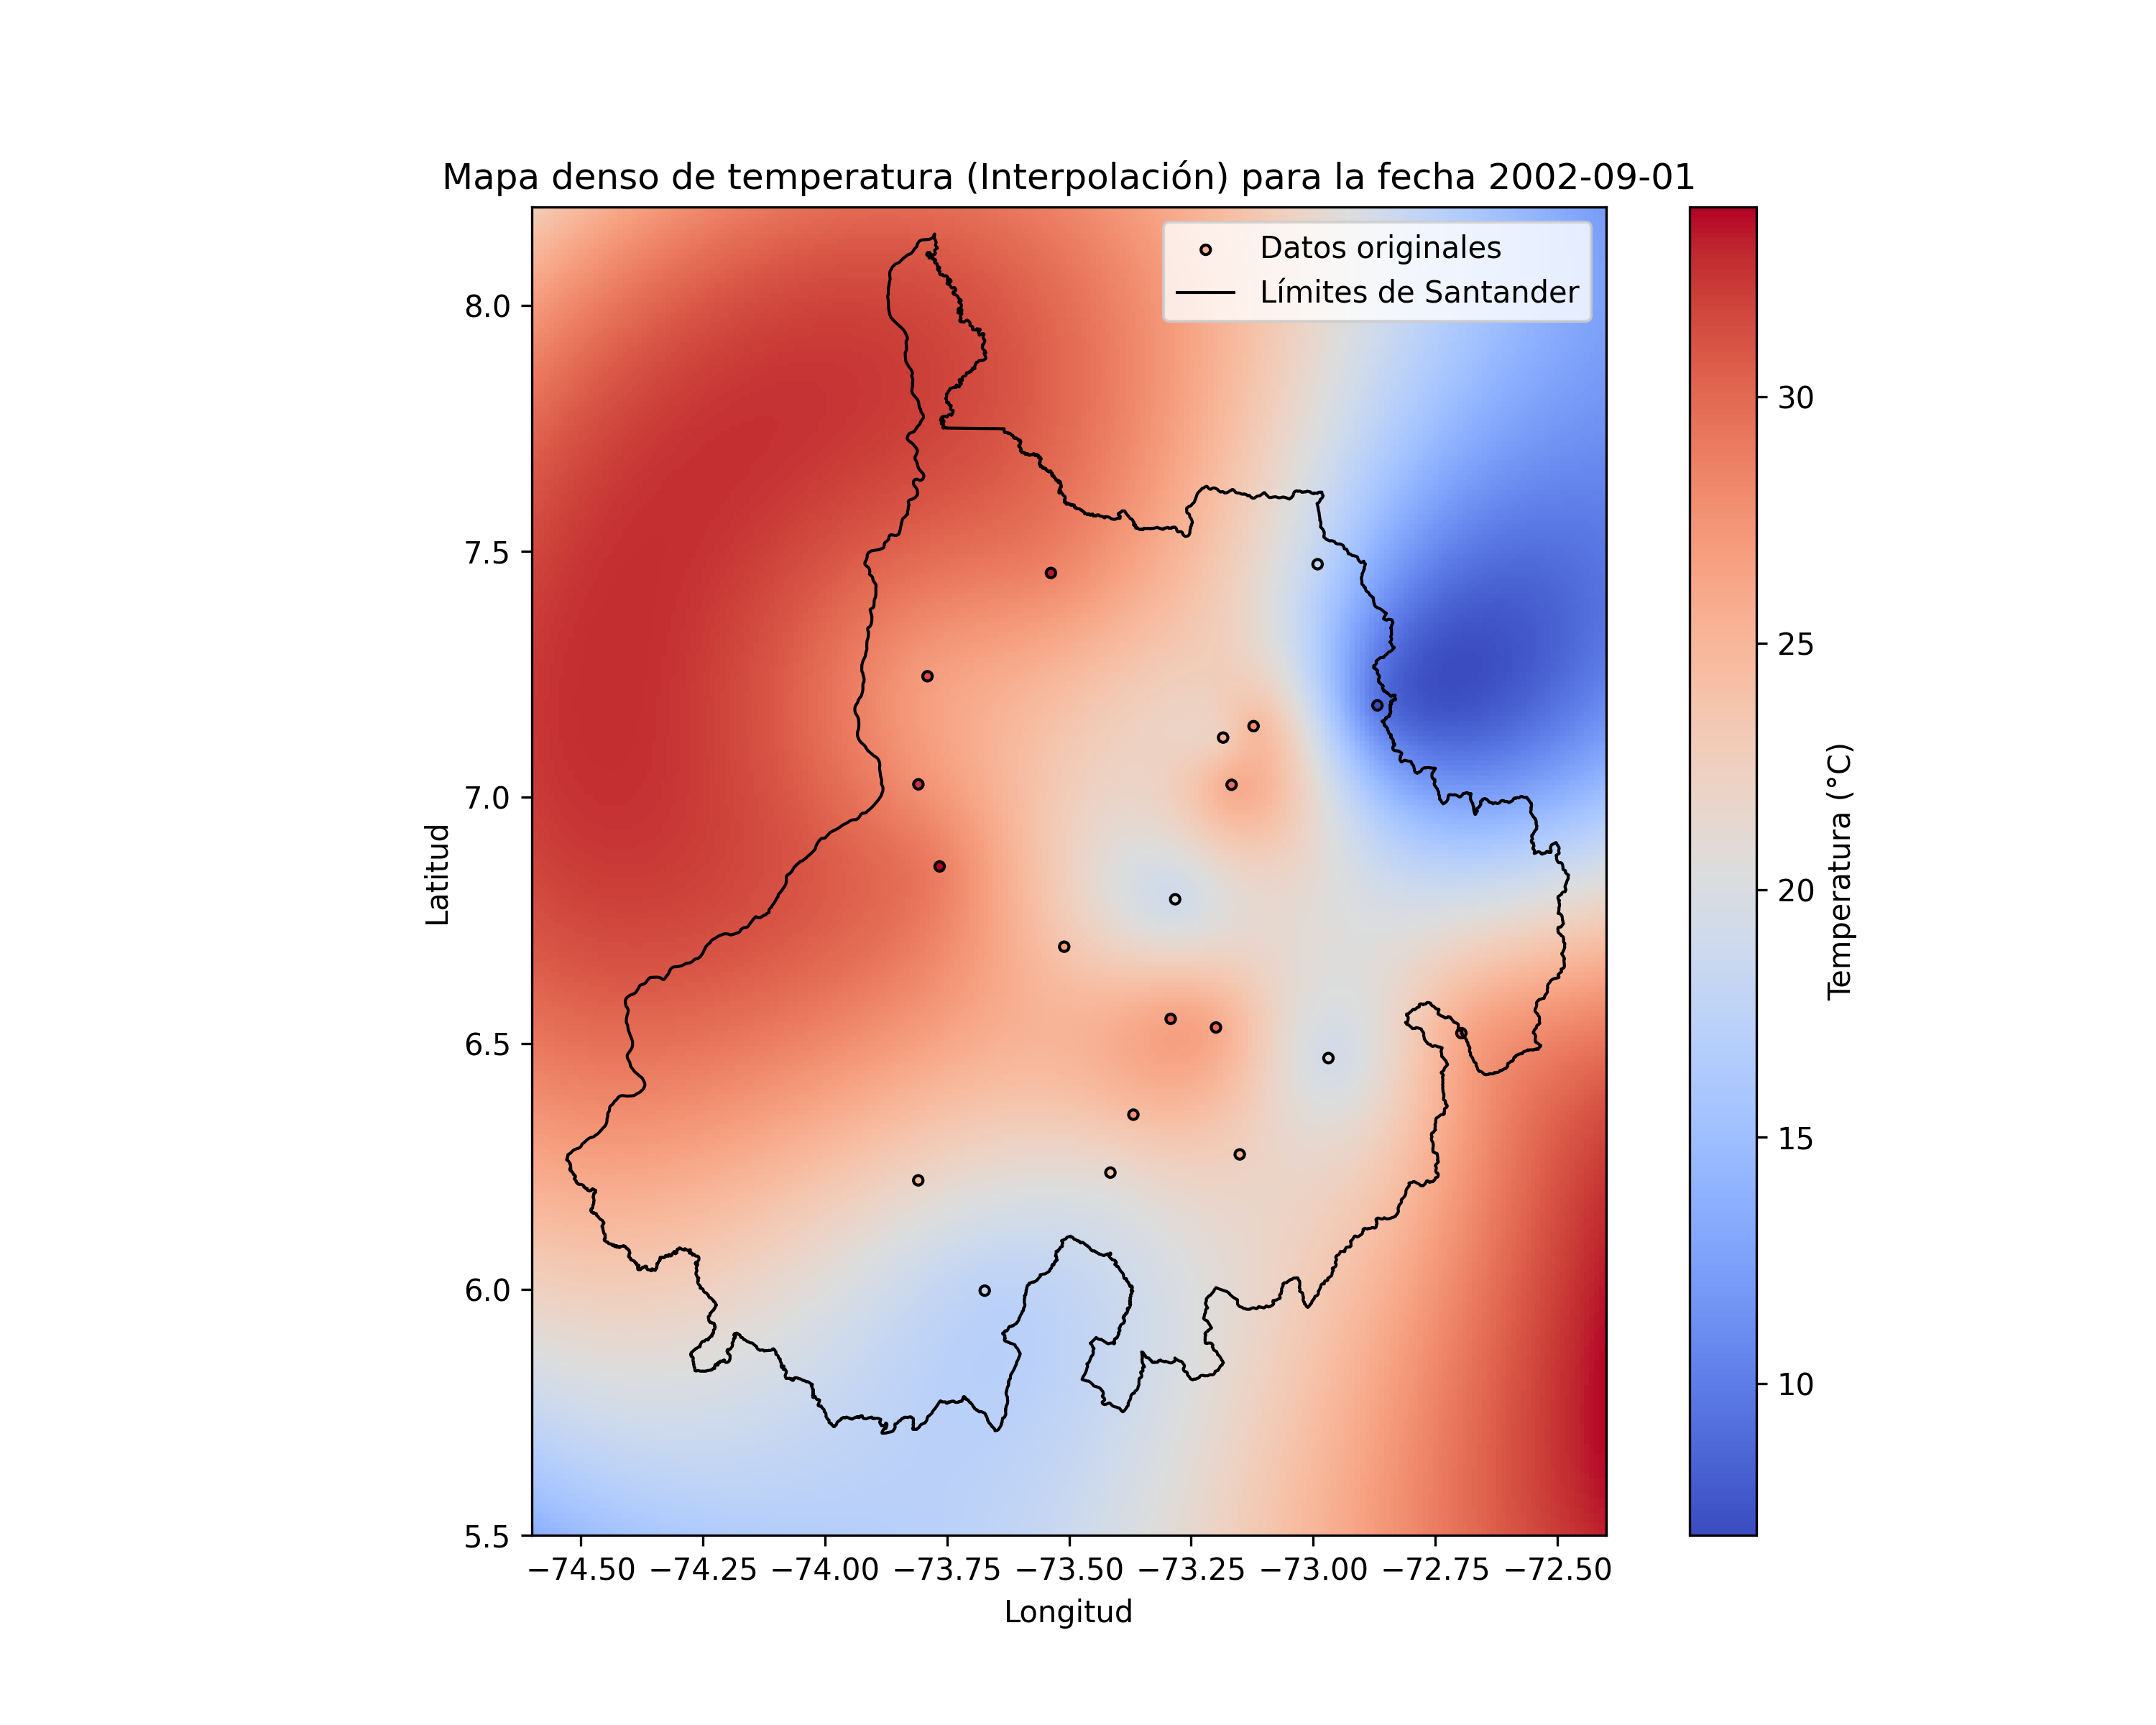 Mapa denso de temperatura (Interpolación) para la fecha 2002-09-01
Datos originales
Límites de Santander
8.0
7.5
7.0
6.5
6.0
5.5
Latitud
−74.50 −74.25 −74.00 −73.75 −73.50 −73.25 −73.00 −72.75 −72.50
Longitud
30
25
20
15
10
Temperatura (°C)